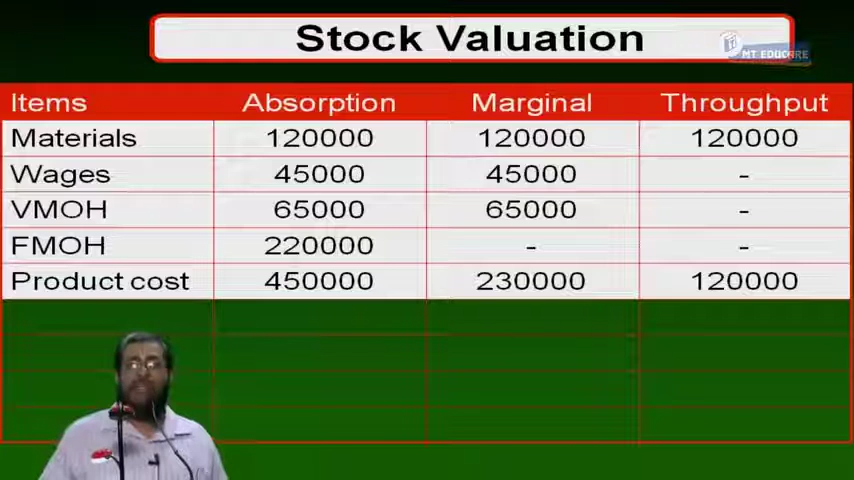 Stock Valuation
MT EDUCARE
Items Absorption Marginal Throughput
Materials 120000 120000 120000
Wages 45000 45000 -
VMOH 65000 65000 -
FMOH 220000 - -
Product cost 450000 230000 120000